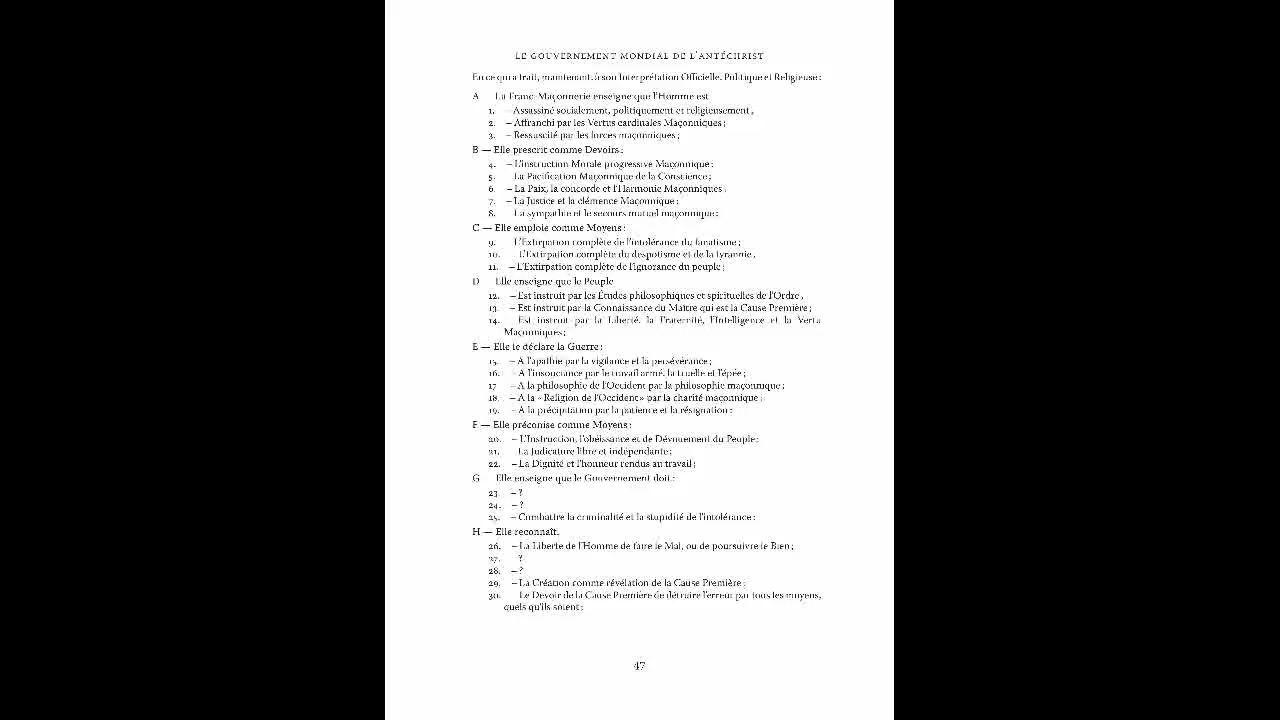 LE GOUVERNEMENT MONDIAL DE L'ANTÉCHRIST
En ce qui a trait, maintenant, à son Interprétation Officielle, Politique et Religieuse :
A — La Franc-Maçonnerie enseigne que l'Homme est
1. – Assassiné socialement, politiquement et religieusement ;
2. – Affranchi par les Vertus cardinales Maçonniques ;
3. – Ressuscité par les forces maçonniques ;
B — Elle prescrit comme Devoirs :
4. – L'instruction Morale progressive Maçonnique ;
5. – La Pacification Maçonnique de la Conscience ;
6. – La Paix, la concorde et l'Harmonie Maçonniques ;
7. – La Justice et la clémence Maçonnique ;
8. – La sympathie et le secours mutuel maçonnique ;
C — Elle emploie comme Moyens :
9. – L'Extirpation complète de l'intolérance du fanatisme ;
10. – L'Extirpation complète du despotisme et de la tyrannie ;
11. – L'Extirpation complète de l'ignorance du peuple ;
D — Elle enseigne que le Peuple
12. – Est instruit par les Études philosophiques et spirituelles de l'Ordre ;
13. – Est instruit par la Connaissance du Maître qui est la Cause Première ;
14. – Est instruit par la Liberté, la Fraternité, l'Intelligence et la Vertu
Maçonniques ;
E — Elle le déclare la Guerre :
15. – A l'apathie par la vigilance et la persévérance ;
16. – A l'insouciance par le travail armé, la truelle et l'épée ;
17 – A la philosophie de l'Occident par la philosophie maçonnique ;
18. – A la « Religion de l'Occident » par la charité maçonnique ;
19. – A la précipitation par la patience et la résignation :
F — Elle préconise comme Moyens :
20. – L'Instruction, l'obéissance et de Dévouement du Peuple ;
21. – La Judicature libre et indépendante ;
22. – La Dignité et l'honneur rendus au travail ;
G — Elle enseigne que le Gouvernement doit :
23. – ?
24. – ?
25. – Combattre la criminalité et la stupidité de l'intolérance :
H — Elle reconnaît,
26. – La Liberté de l'Homme de faire le Mal, ou de poursuivre le Bien ;
27. – ?
28. – ?
29. – La Création comme révélation de la Cause Première ;
30. – Le Devoir de la Cause Première de détruire l'erreur par tous les moyens,
quels qu'ils soient ;
47